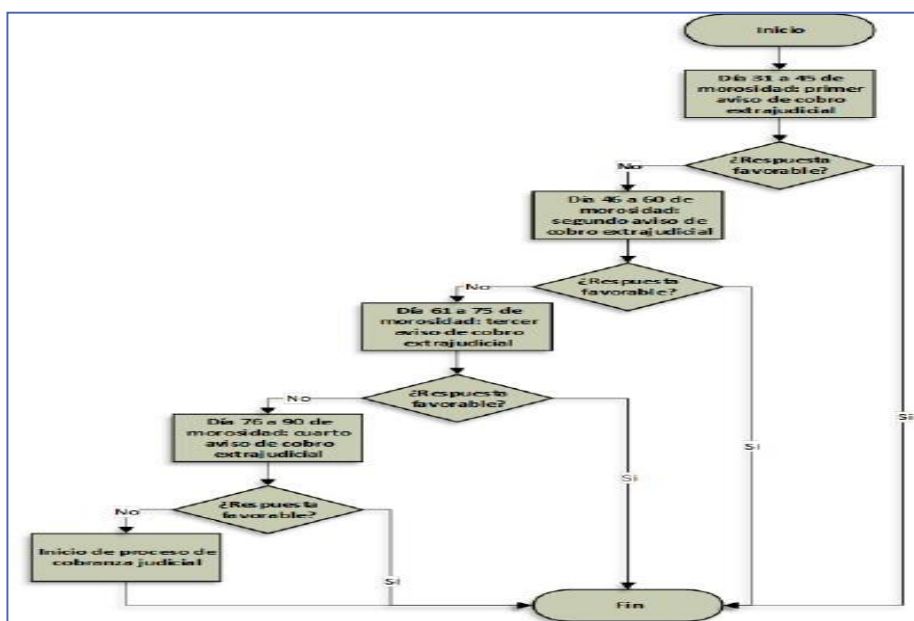 Inicio
Día 31 a 45 de
morosidad: primer
aviso de cobro
extrajudicial
¿Respuesta
favorable?
No
Si
Día 46 a 60 de
morosidad:
segundo aviso de
cobro extrajudicial
¿Respuesta
favorable?
No
Si
Día 61 a 75 de
morosidad: tercer
aviso de cobro
extrajudicial
¿Respuesta
favorable?
No
Si
Día 76 a 90 de
morosidad: cuarto
aviso de cobro
extrajudicial
¿Respuesta
favorable?
No
Si
Inicio de proceso de
cobranza judicial
Fin